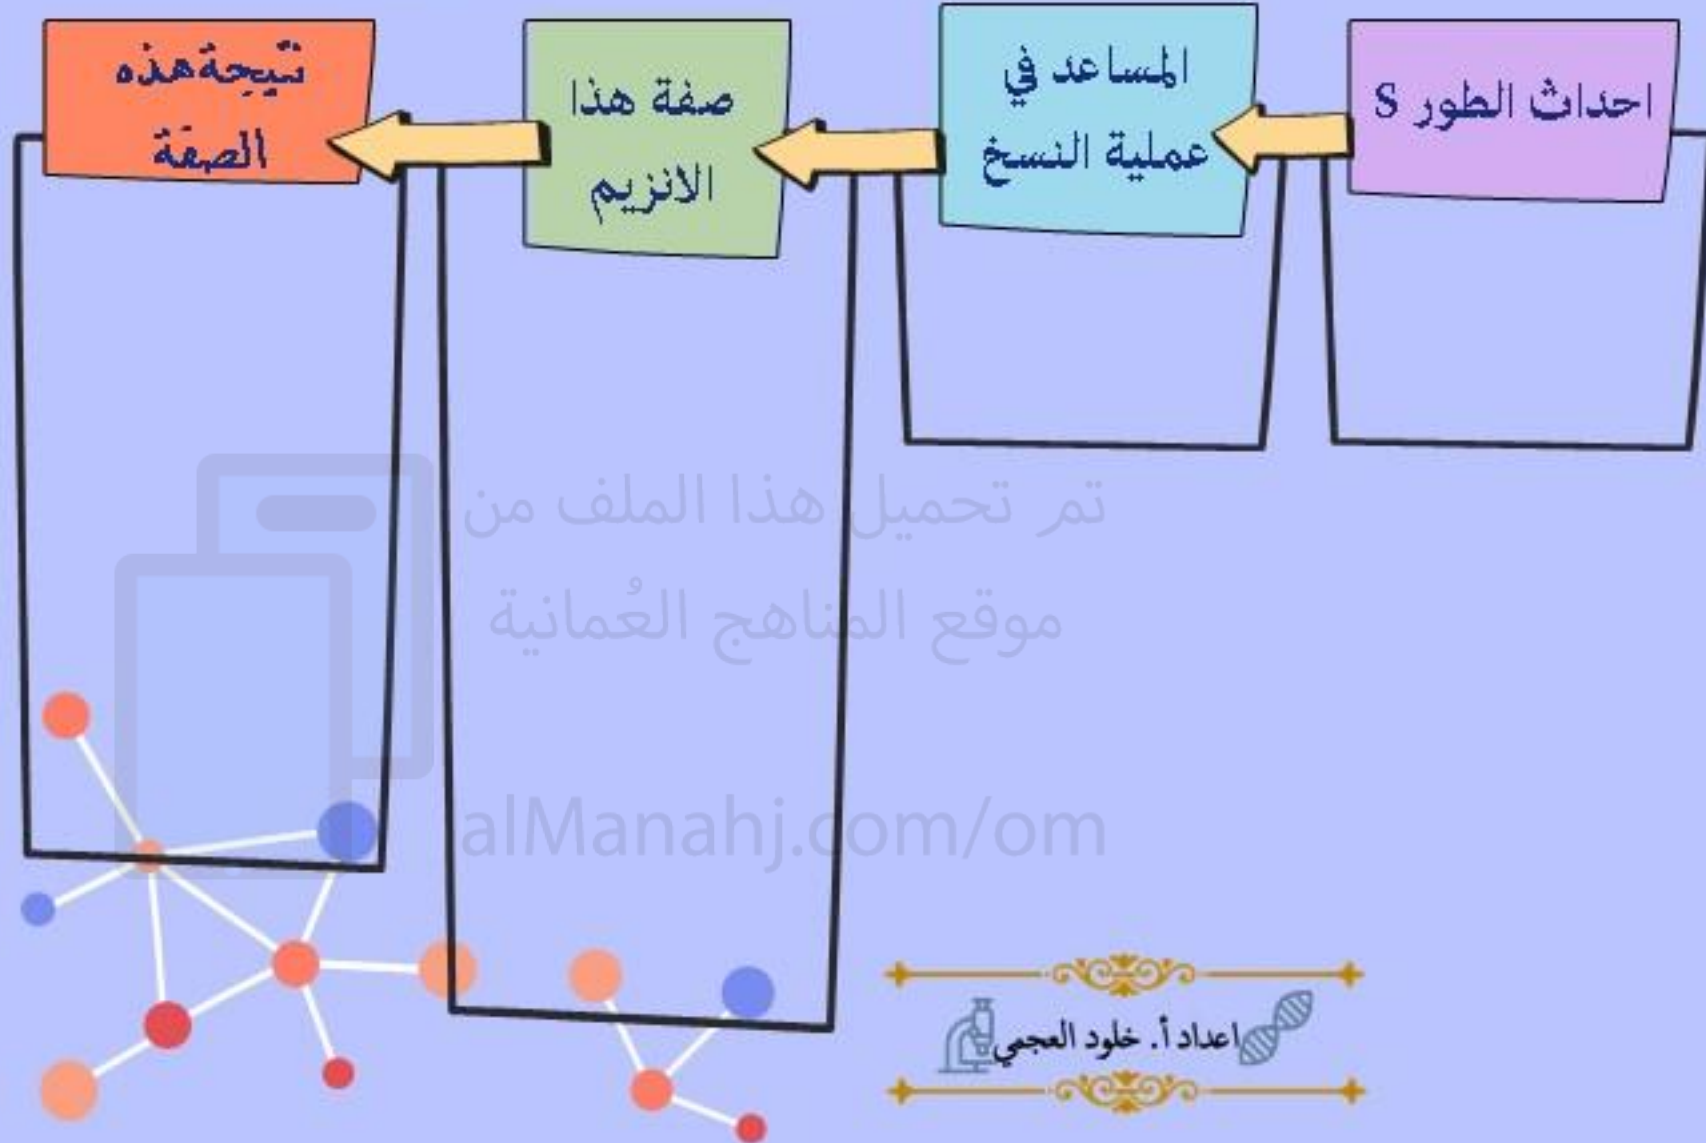 احداث الطور S
المساعد في
عملية النسخ
صفة هذا
الانزيم
نتيجة هذه
الصفة
تم تحميل هذا الملف من
موقع المناهج العُمانية
alManahj.com/om
اعداد أ. خلود العجمي